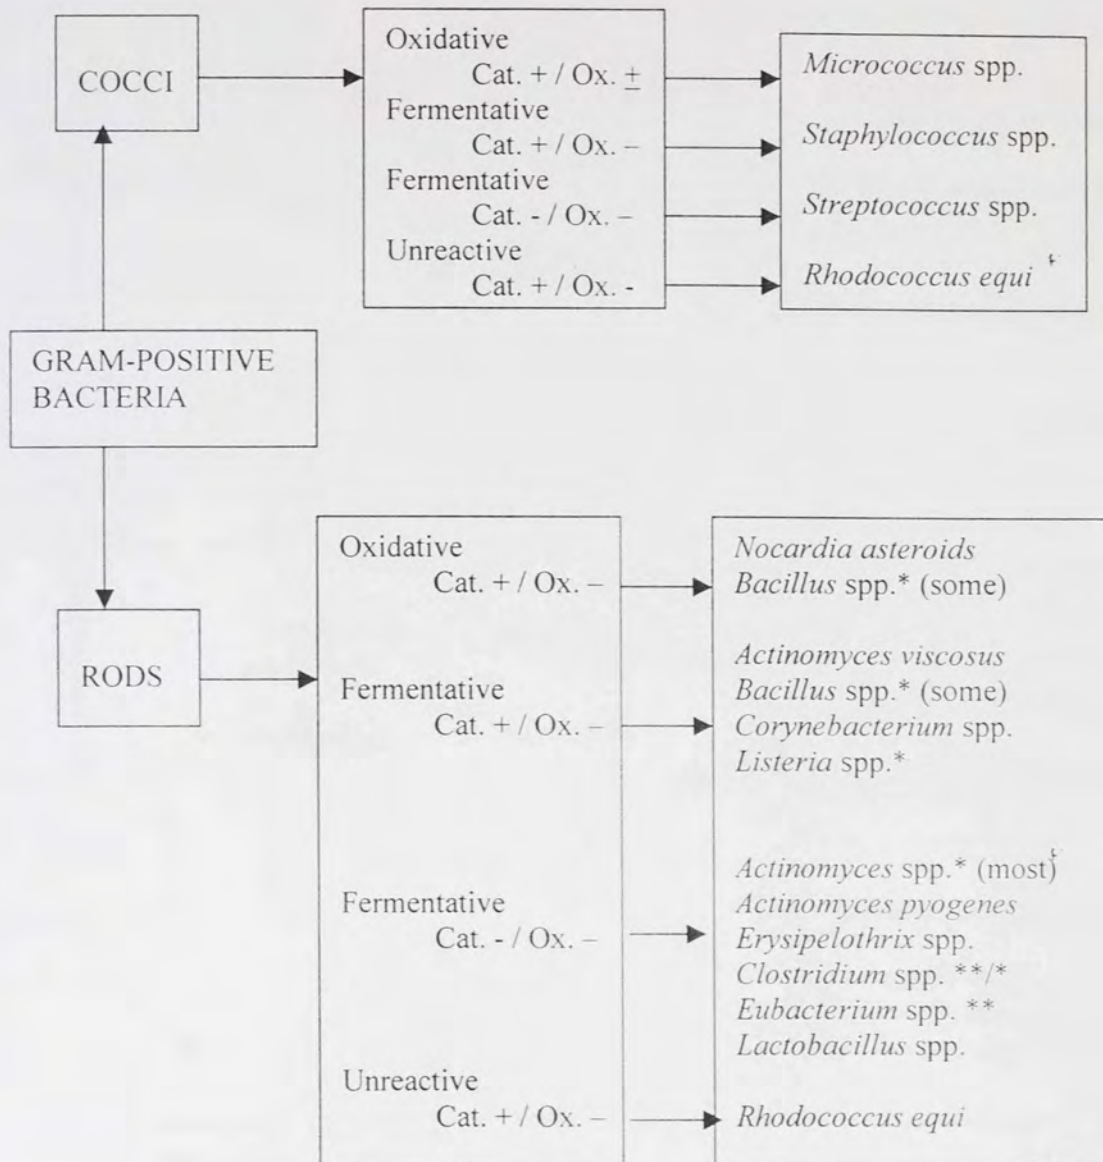 COCCI
Oxidative
Cat. + / Ox. ±
Fermentative
Cat. + / Ox. –
Fermentative
Cat. - / Ox. –
Unreactive
Cat. + / Ox. -
Micrococcus spp.
Staphylococcus spp.
Streptococcus spp.
Rhodococcus equi
GRAM-POSITIVE
BACTERIA
RODS
Oxidative
Cat. + / Ox. –
Fermentative
Cat. + / Ox. –
Fermentative
Cat. - / Ox. –
Unreactive
Cat. + / Ox. –
Nocardia asteroids
Bacillus spp.* (some)
Actinomyces viscosus
Bacillus spp.* (some)
Corynebacterium spp.
Listeria spp.*
Actinomyces spp.* (most)
Actinomyces pyogenes
Erysipelothrix spp.
Clostridium spp. **/*
Eubacterium spp. **
Lactobacillus spp.
Rhodococcus equi